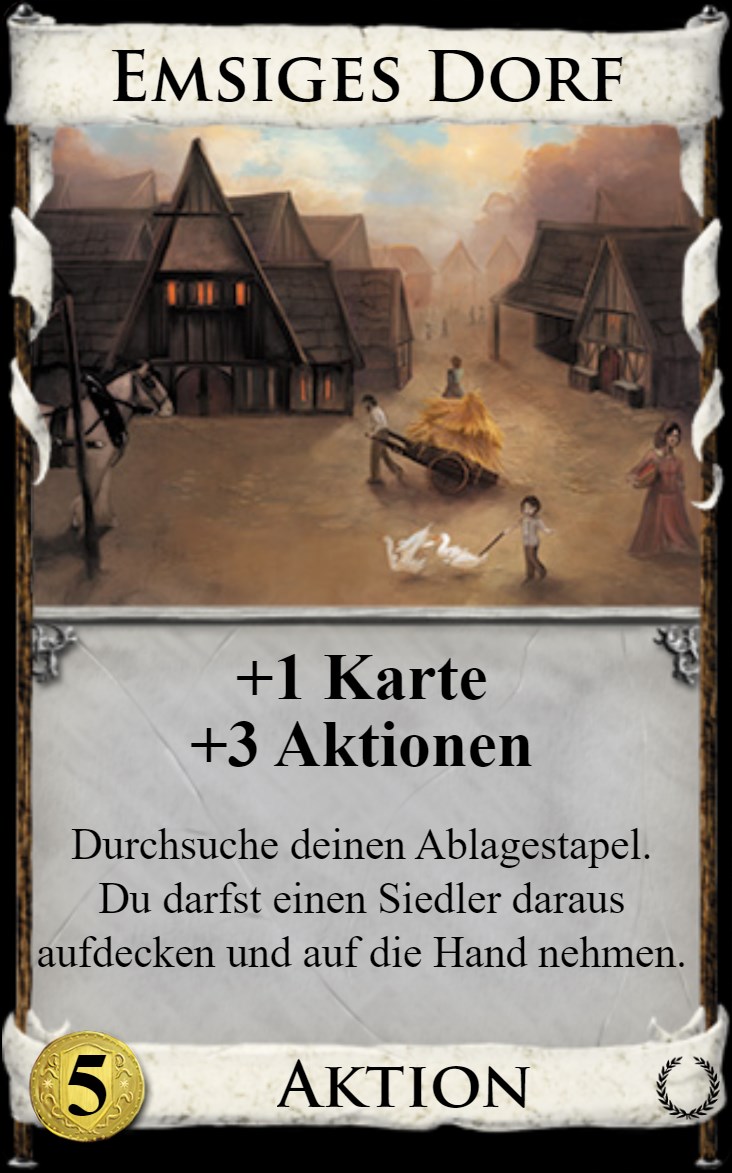 Emsiges Dorf
+1 Karte
+3 Aktionen
Durchsuche deinen Ablagestapel.
Du darfst einen Siedler daraus
aufdecken und auf die Hand nehmen.
5
Aktion